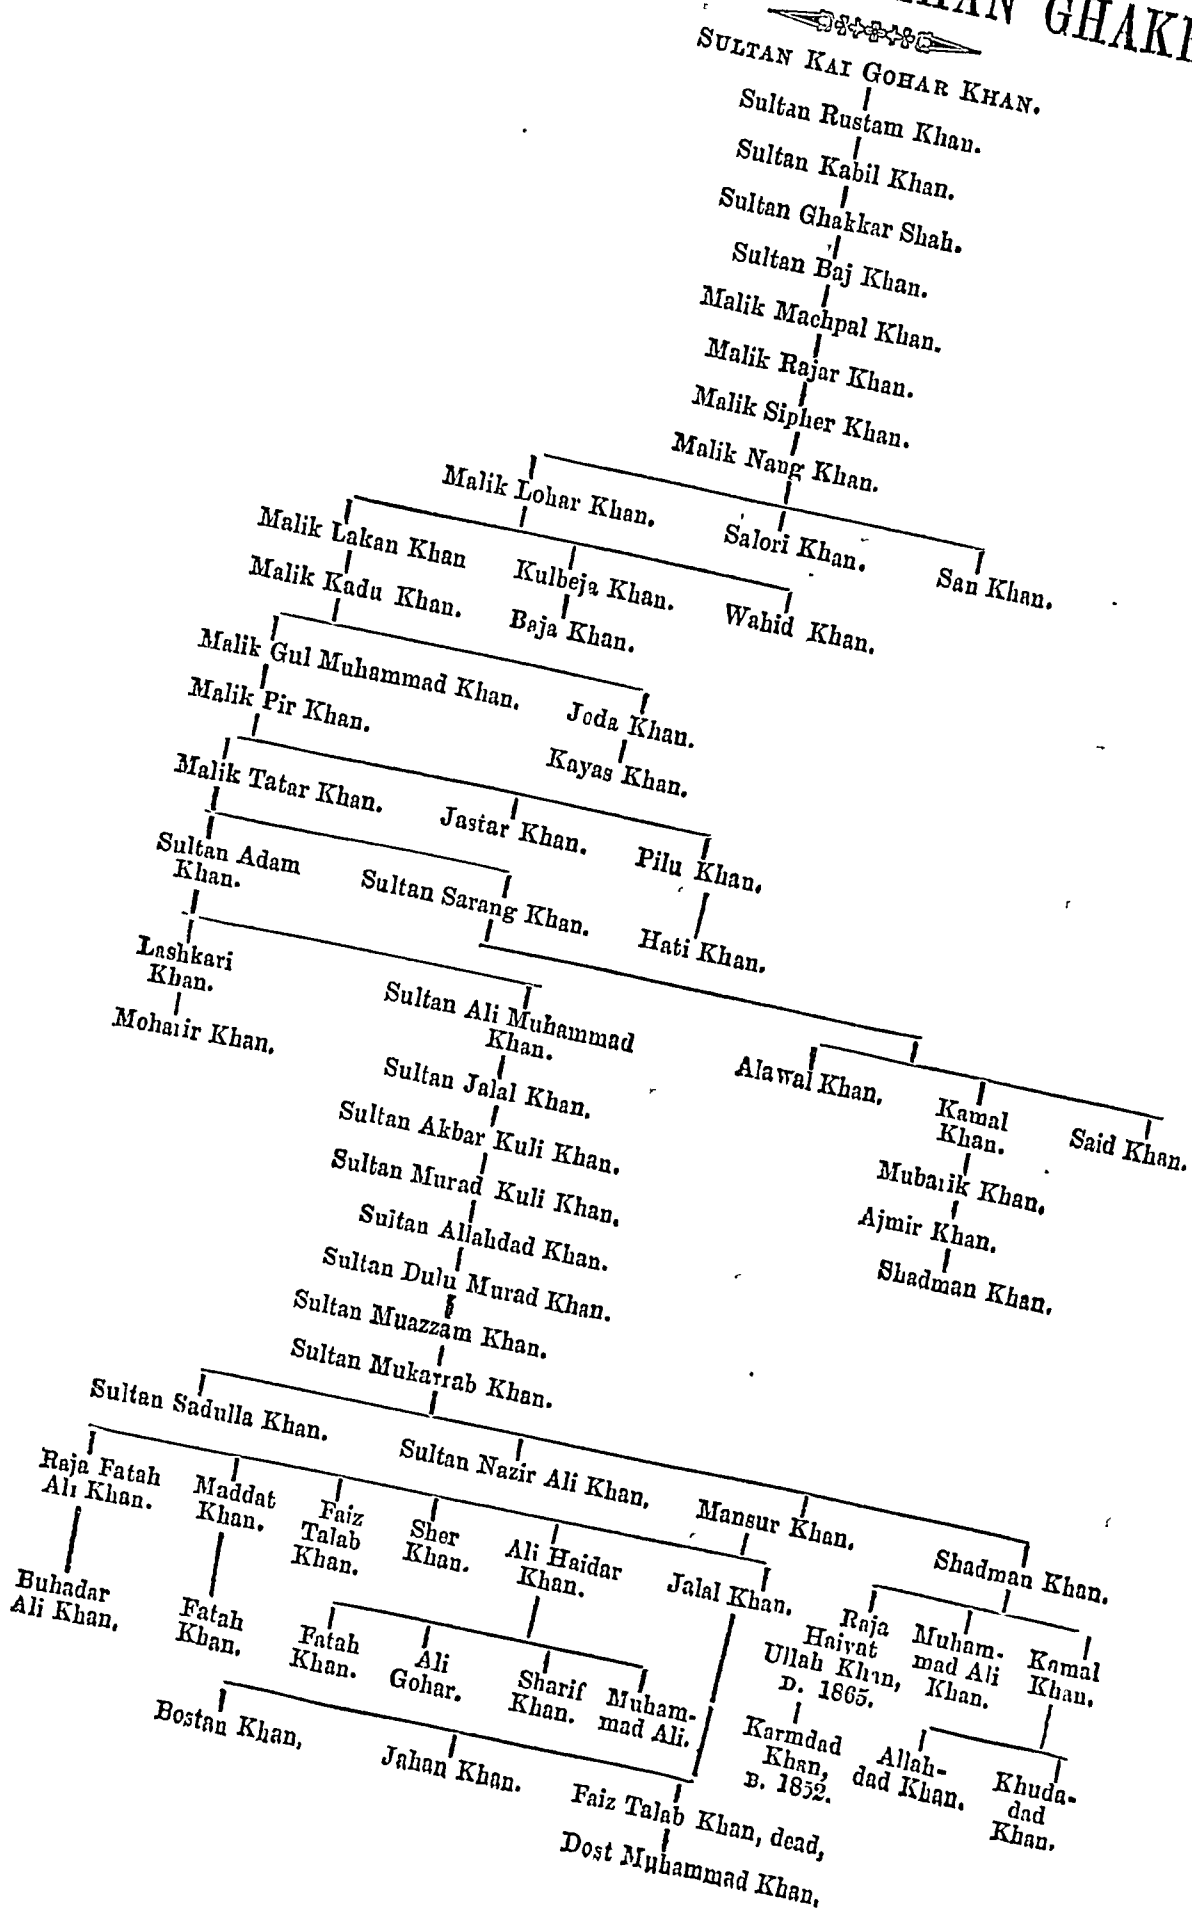 GHAK
SULTAN KAI GOHAR KHAN.
Sultan Rustam Khan.
Sultan Kabil Khan.
Sultan Ghakkar Shah.
Sultan Baj Khan.
Malik Machpal Khan.
Malik Rajar Khan.
Malik Sipher Khan.
Malik Nang Khan.
Malik Lohar Khan.
Salori Khan.
San Khan.
Malik Lakan Khan
Kulbeja Khan.
Wahid Khan.
Malik Kadu Khan.
Baja Khan.
Malik Gul Muhammad Khan.
Joda Khan.
Malik Pir Khan.
Kayas Khan.
Malik Tatar Khan.
Jastar Khan.
Pilu Khan.
Sultan Adam
Khan.
Sultan Sarang Khan.
Hati Khan.
Lashkari
Khan.
Sultan Ali Muhammad
Khan.
Alawal Khan.
Kamal
Khan.
Said Khan.
Moharir Khan.
Sultan Jalal Khan.
Mubarik Khan.
Sultan Akbar Kuli Khan.
Ajmir Khan.
Sultan Murad Kuli Khan.
Shadman Khan.
Sultan Allahdad Khan.
Sultan Dulu Murad Khan.
Sultan Muazzam Khan.
Sultan Mukarrab Khan.
Sultan Sadulla Khan.
Sultan Nazir Ali Khan.
Mansur Khan.
Shadman Khan.
Raja Fatah
Ali Khan.
Maddat
Khan.
Faiz
Talab
Khan.
Sher
Khan.
Ali Haidar
Khan.
Jalal Khan.
Raja
Haiyat
Ullah Khan,
D. 1865.
Muham-
mad Ali
Khan.
Kamal
Khan.
Buhadar
Ali Khan.
Fatah
Khan.
Fatah
Khan.
Ali
Gohar.
Sharif
Khan.
Muham-
mad Ali.
Karmdad
Khan,
B. 1852.
Allah-
dad Khan.
Khuda-
dad
Khan.
Bostan Khan,
Jahan Khan.
Faiz Talab Khan, dead,
Dost Muhammad Khan.